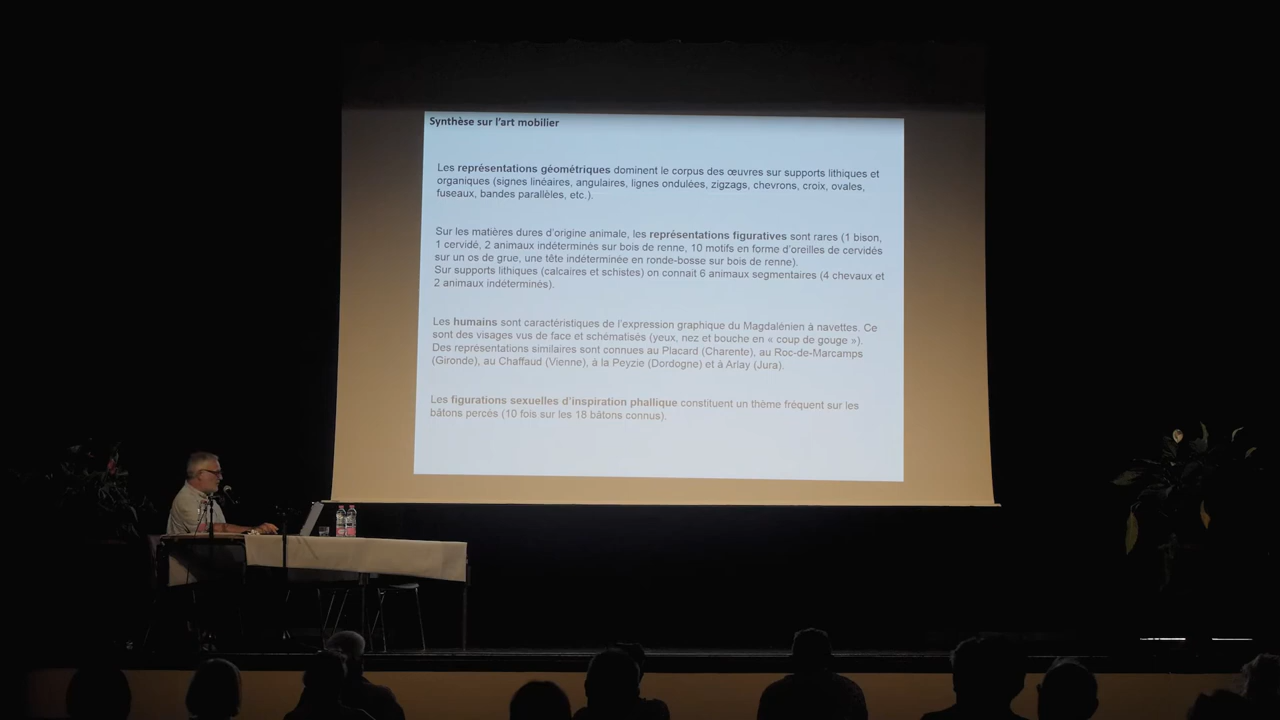 Synthèse sur l'art mobilier
Les représentations géométriques dominent le corpus des œuvres sur supports lithiques et
organiques (signes linéaires, angulaires, lignes ondulées, zigzags, chevrons, croix, ovales,
fuseaux, bandes parallèles, etc.).
Sur les matières dures d'origine animale, les représentations figuratives sont rares (1 bison,
1 cervidé, 2 animaux indéterminés sur bois de renne, 10 motifs en forme d'oreilles de cervidés
sur un os de grue, une tête indéterminée en ronde-bosse sur bois de renne).
Sur supports lithiques (calcaires et schistes) on connait 6 animaux segmentaires (4 chevaux et
2 animaux indéterminés).
Les humains sont caractéristiques de l'expression graphique du Magdalénien à navettes. Ce
sont des visages vus de face et schématisés (yeux, nez et bouche en « coup de gouge »).
Des représentations similaires sont connues au Placard (Charente), au Roc-de-Marcamps
(Gironde), au Chaffaud (Vienne), à la Peyzie (Dordogne) et à Arlay (Jura).
Les figurations sexuelles d'inspiration phallique constituent un thème fréquent sur les
bâtons percés (10 fois sur les 18 bâtons connus).